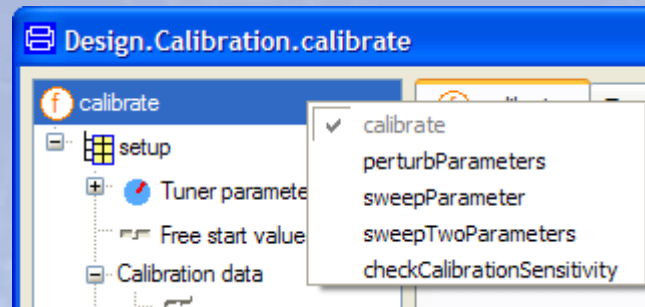 Design.Calibration.calibrate
f calibrate
calibrate
setup
perturbParameters
Tuner paramete
sweepParameter
Free start value
sweepTwoParameters
Calibration data
checkCalibrationSensitivity